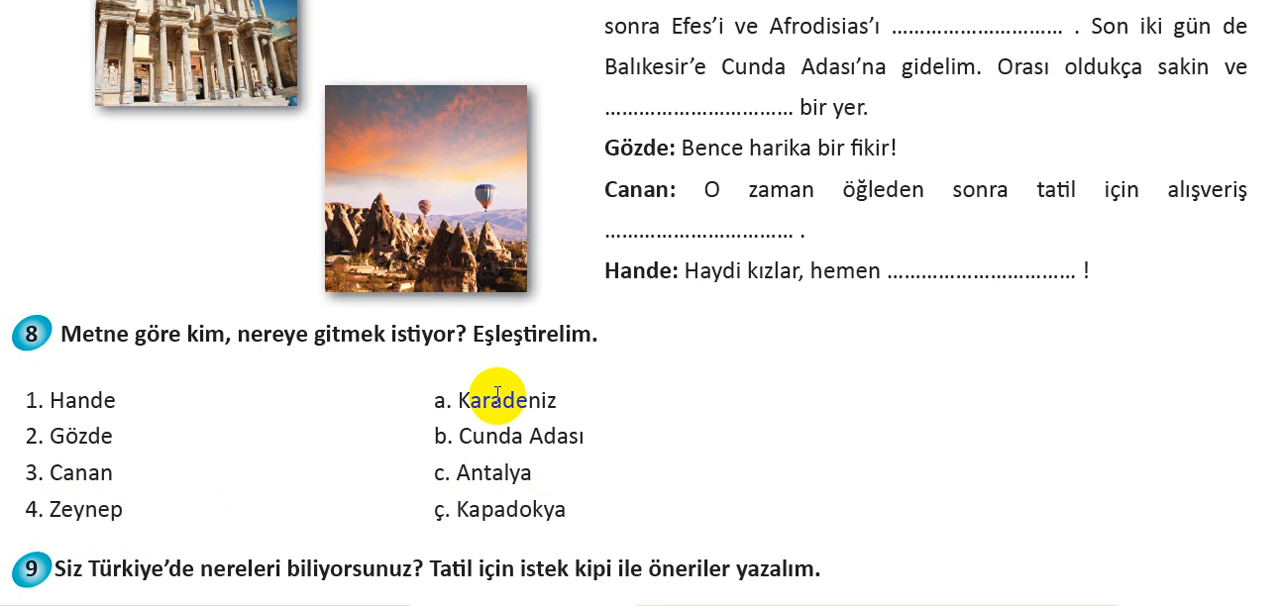 sonra Efes’i ve Afrodisias’ı ................................ . Son iki gün de
Balıkesir’e Cunda Adası’na gidelim. Orası oldukça sakin ve
................................. bir yer.
Gözde: Bence harika bir fikir!
Canan: O zaman öğleden sonra tatil için alışveriş
................................. .
Hande: Haydi kızlar, hemen ................................. !
8 Metne göre kim, nereye gitmek istiyor? Eşleştirelim.
1. Hande
2. Gözde
3. Canan
4. Zeynep
a. Karadeniz
b. Cunda Adası
c. Antalya
ç. Kapadokya
9 Siz Türkiye’de nereleri biliyorsunuz? Tatil için istek kipi ile öneriler yazalım.